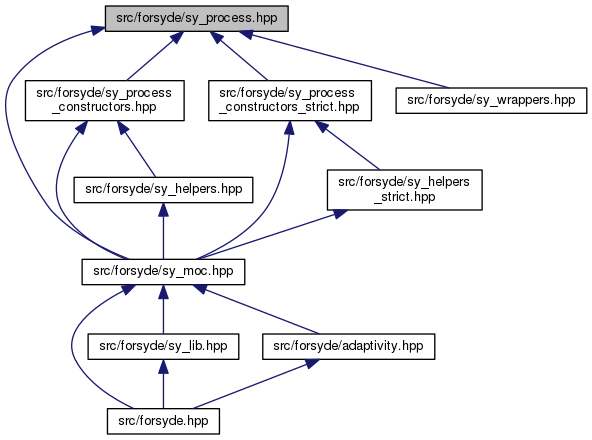 src/forsyde/sy_process.hpp
src/forsyde/sy_process
_constructors.hpp
src/forsyde/sy_process
_constructors_strict.hpp
src/forsyde/sy_wrappers.hpp
src/forsyde/sy_helpers.hpp
src/forsyde/sy_helpers
_strict.hpp
src/forsyde/sy_moc.hpp
src/forsyde/sy_lib.hpp
src/forsyde/adaptivity.hpp
src/forsyde.hpp